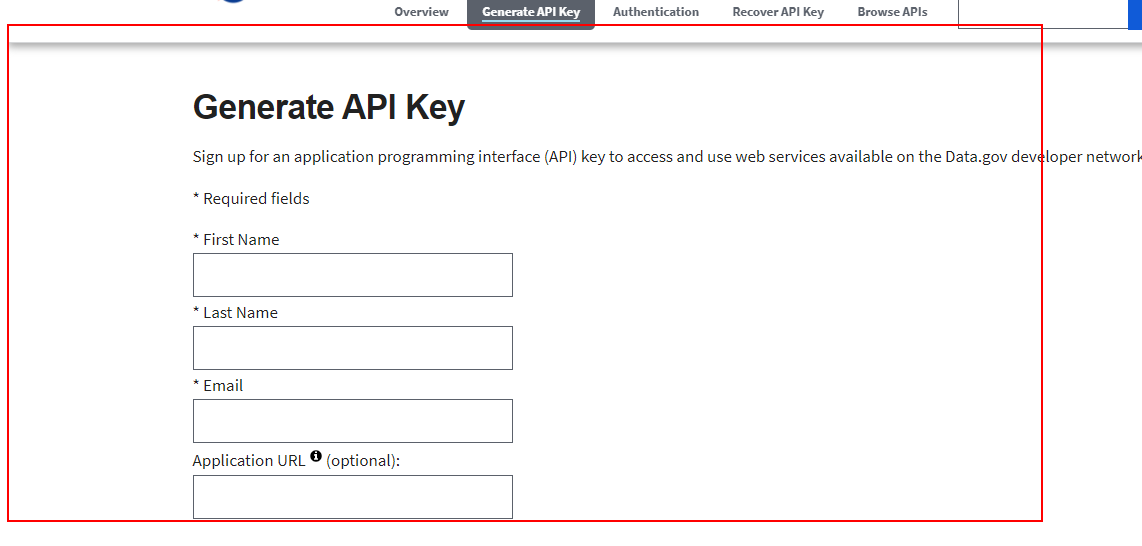 Overview Generate API Key Authentication Recover API Key Browse APIs
Generate API Key
Sign up for an application programming interface (API) key to access and use web services available on the Data.gov developer network
* Required fields
* First Name
* Last Name
* Email
Application URL (optional):